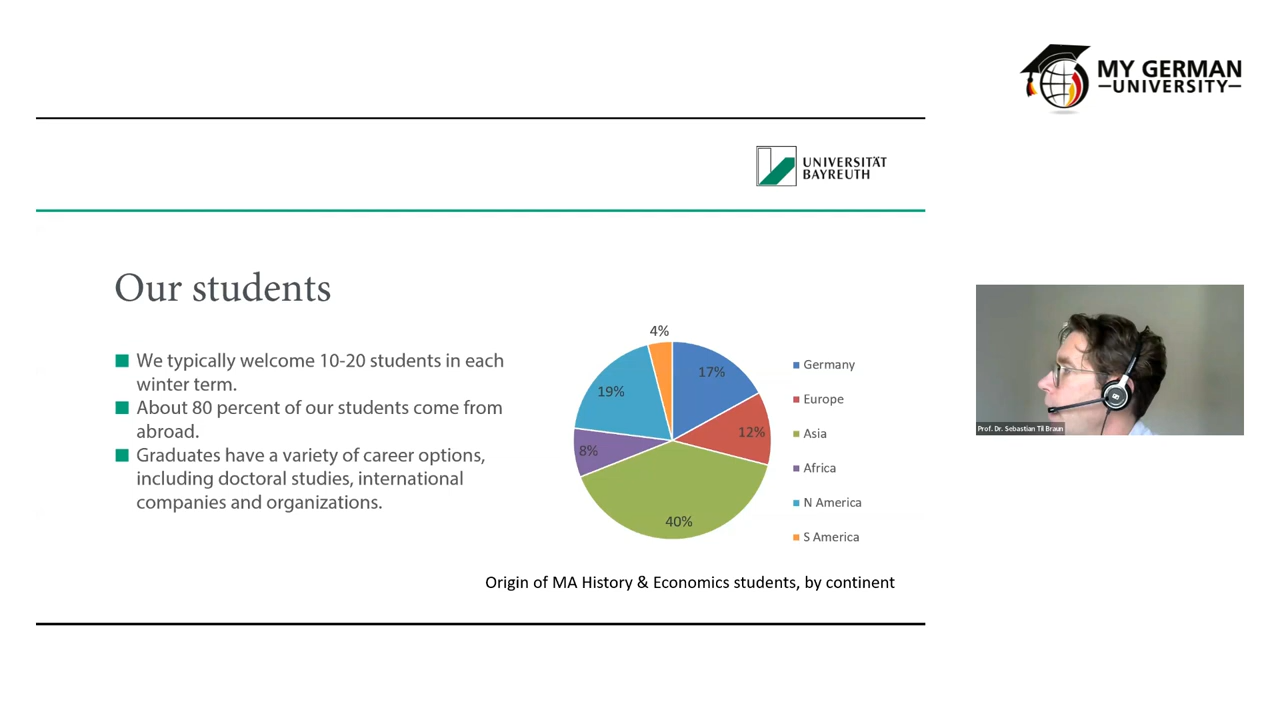 MY GERMAN
UNIVERSITY
UNIVERSITÄT
BAYREUTH
Our students
We typically welcome 10-20 students in each
winter term.
About 80 percent of our students come from
abroad.
Graduates have a variety of career options,
including doctoral studies, international
companies and organizations.
4%
17%
19%
12%
8%
40%
Germany
Europe
Asia
Africa
N America
S America
Origin of MA History & Economics students, by continent
Prof. Dr. Sebastian Til Braun